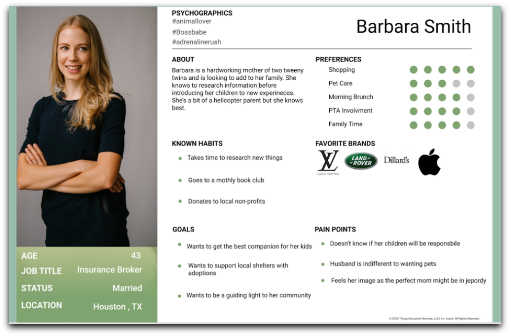 PSYCHOGRAPHICS
#animallover
#Bossbabe
#adrenalinerush
Barbara Smith
ABOUT
Barbara is a hardworking mother of two tweeny
twins and is looking to add to her family. She
knows to research information before
introducing her children to new experineces.
She's a bit of a helicopter parent but she knows
best.
PREFERENCES
Shopping
Pet Care
Morning Brunch
PTA Involvment
Family Time
KNOWN HABITS
Takes time to research new things
Goes to a mothly book club
Donates to local non-profits
FAVORITE BRANDS
LV
LOUIS VUITTON
LAND ROVER
Dillard's
GOALS
Wants to get the best companion for her kids
Wants to support local shelters with
adoptions
Wants to be a guiding light to her community
PAIN POINTS
Doesn't know if her children will be responsbile
Husband is indifferent to wanting pets
Feels her image as the perfect mom might be in jepordy
AGE 43
JOB TITLE Insurance Broker
STATUS Married
LOCATION Houston , TX